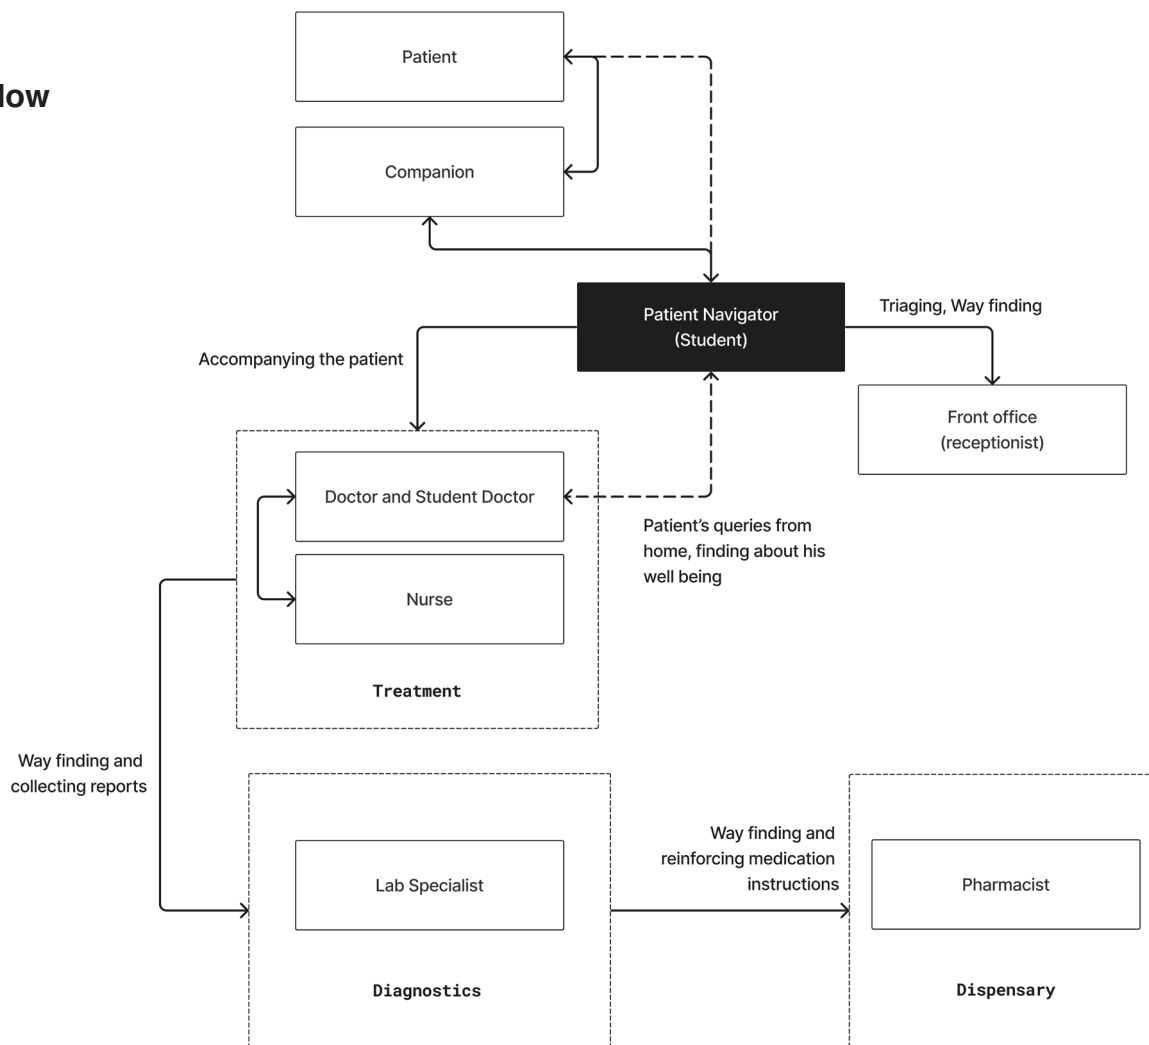 Patient
low
Companion
Patient Navigator
(Student)
Triaging, Way finding
Accompanying the patient
Front office
(receptionist)
Doctor and Student Doctor
Patient’s queries from
home, finding about his
well being
Nurse
Treatment
Way finding and
collecting reports
Way finding and
reinforcing medication
instructions
Lab Specialist
Pharmacist
Diagnostics
Dispensary